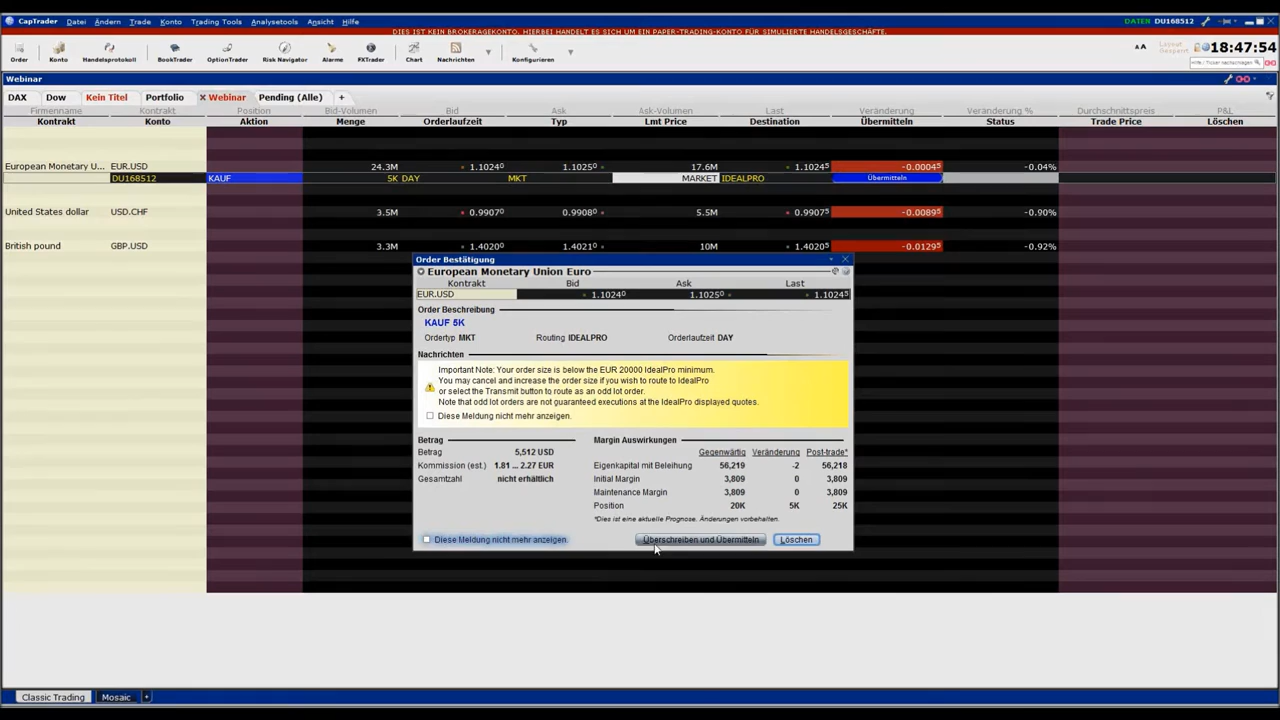 CapTrader Datei Ändern Trade Konto Trading Tools Analysetools Ansicht Hilfe DATEN DU168512
DIES IST KEIN BROKERAGEKONTO. HIERBEI HANDELT ES SICH UM EIN PAPER-TRADING-KONTO FÜR SIMULIERTE HANDELSGESCHÄFTE.
Order Konto Handelsprotokoll BookTrader OptionTrader Risk Navigator Alarme FXTrader Chart Nachrichten Konfigurieren
AA Layout Gesperrt 18:47:54
Webinar
DAX Dow Kein Titel Portfolio X Webinar Pending (Alle) +
Firmenname Kontrakt Position Bid-Volumen Bid Ask Ask-Volumen Last Veränderung Veränderung % Durchschnittspreis P&L
Kontrakt Konto Aktion Menge Orderlaufzeit Typ Lmt Price Destination Übermitteln Status Trade Price Löschen
European Monetary U... EUR.USD 24.3M 1.1024⁰ 1.1025⁰ 17.6M 1.1024⁵ -0.0004⁵ -0.04%
DU168512 KAUF 5K DAY MKT MARKET IDEALPRO Übermitteln
United States dollar USD.CHF 3.5M 0.9907⁰ 0.9908⁰ 5.5M 0.9907⁵ -0.0089⁵ -0.90%
British pound GBP.USD 3.3M 1.4020⁰ 1.4021⁰ 10M 1.4020⁵ -0.0129⁵ -0.92%
Order Bestätigung
European Monetary Union Euro
Kontrakt Bid Ask Last
EUR.USD 1.1024⁰ 1.1025⁰ 1.1024⁵
Order Beschreibung
KAUF 5K
Ordertyp MKT Routing IDEALPRO Orderlaufzeit DAY
Nachrichten
Important Note: Your order size is below the EUR 20000 IdealPro minimum.
You may cancel and increase the order size if you wish to route to IdealPro
or select the Transmit button to route as an odd lot order.
Note that odd lot orders are not guaranteed executions at the IdealPro displayed quotes.
Diese Meldung nicht mehr anzeigen.
Betrag Margin Auswirkungen
Betrag 5,512 USD Gegenwärtig Veränderung Post-trade*
Kommission (est.) 1.81 ... 2.27 EUR Eigenkapital mit Beleihung 56,219 -2 56,218
Gesamtzahl nicht erhältlich Initial Margin 3,809 0 3,809
Maintenance Margin 3,809 0 3,809
Position 20K 5K 25K
*Dies ist eine aktuelle Prognose. Änderungen vorbehalten.
Diese Meldung nicht mehr anzeigen. Überschreiben und Übermitteln Löschen
Classic Trading Mosaic +